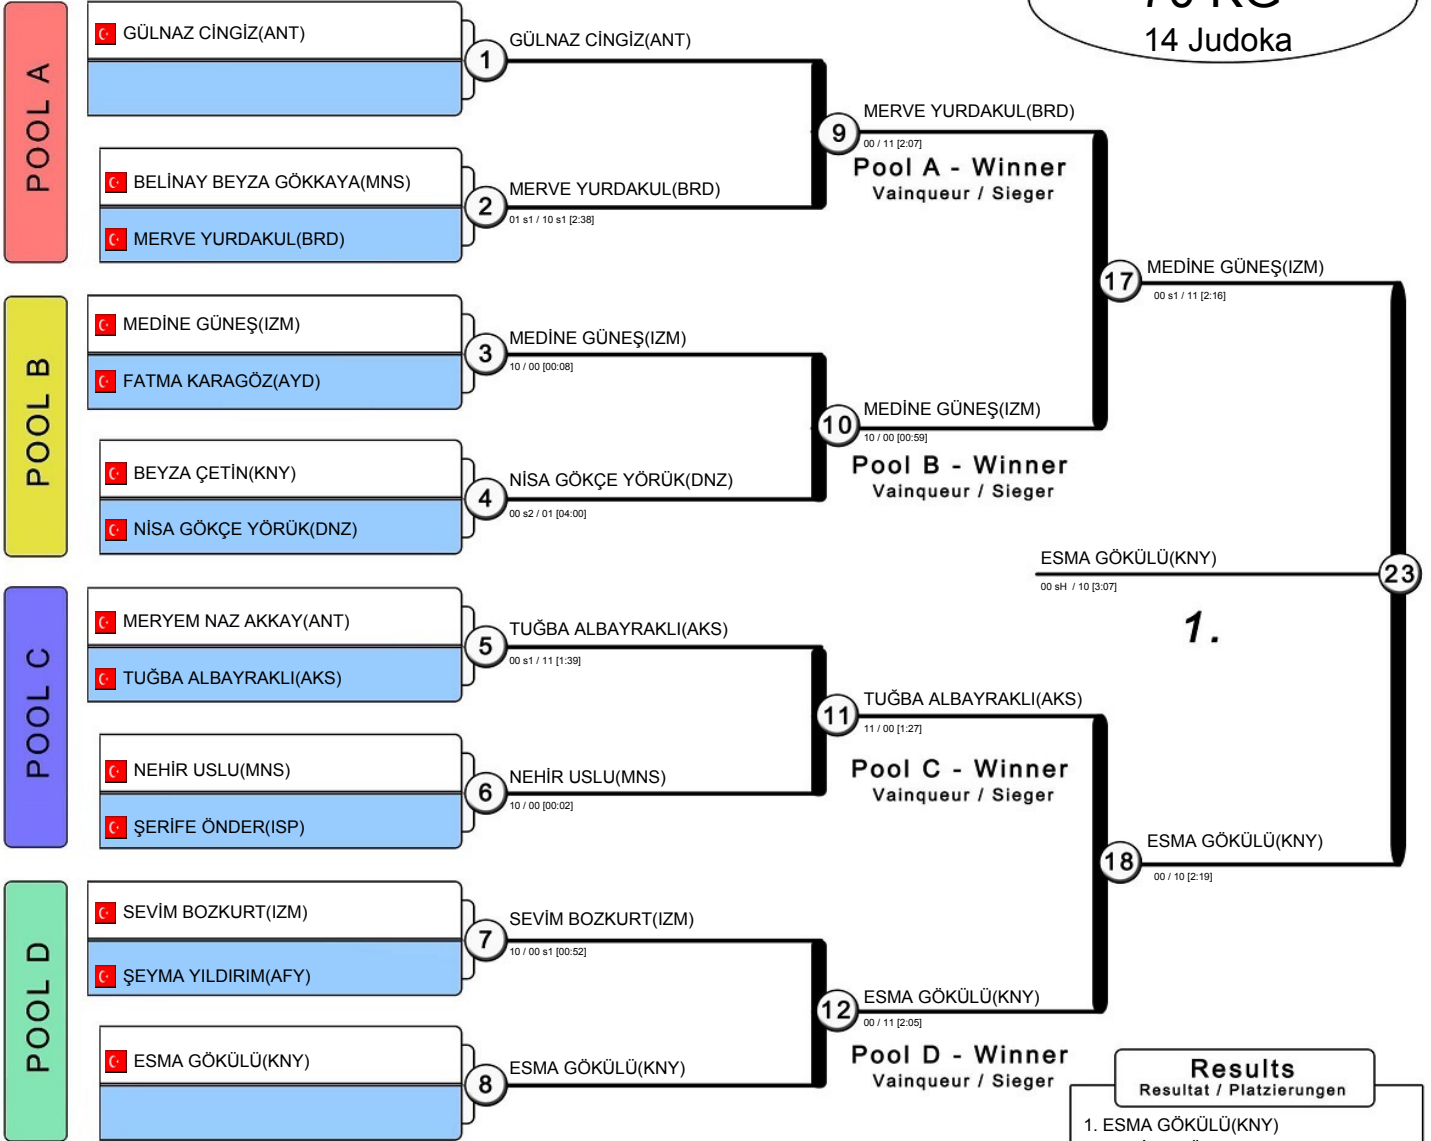 70 KG
14 Judoka
POOL A
GÜLNAZ CİNGİZ(ANT)
1
GÜLNAZ CİNGİZ(ANT)
BELİNAY BEYZA GÖKKAYA(MNS)
MERVE YURDAKUL(BRD)
2
MERVE YURDAKUL(BRD)
01 s1 / 10 s1 [2:38]
9
MERVE YURDAKUL(BRD)
00 / 11 [2:07]
Pool A - Winner
Vainqueur / Sieger
POOL B
MEDİNE GÜNEŞ(IZM)
FATMA KARAGÖZ(AYD)
3
MEDİNE GÜNEŞ(IZM)
10 / 00 [00:08]
BEYZA ÇETİN(KNY)
NİSA GÖKÇE YÖRÜK(DNZ)
4
NİSA GÖKÇE YÖRÜK(DNZ)
00 s2 / 01 [04:00]
10
MEDİNE GÜNEŞ(IZM)
10 / 00 [00:59]
Pool B - Winner
Vainqueur / Sieger
17
MEDİNE GÜNEŞ(IZM)
00 s1 / 11 [2:16]
POOL C
MERYEM NAZ AKKAY(ANT)
TUĞBA ALBAYRAKLI(AKS)
5
TUĞBA ALBAYRAKLI(AKS)
00 s1 / 11 [1:39]
NEHİR USLU(MNS)
ŞERİFE ÖNDER(ISP)
6
NEHİR USLU(MNS)
10 / 00 [00:02]
11
TUĞBA ALBAYRAKLI(AKS)
11 / 00 [1:27]
Pool C - Winner
Vainqueur / Sieger
POOL D
SEVİM BOZKURT(IZM)
ŞEYMA YILDIRIM(AFY)
7
SEVİM BOZKURT(IZM)
10 / 00 s1 [00:52]
ESMA GÖKÜLÜ(KNY)
8
ESMA GÖKÜLÜ(KNY)
12
ESMA GÖKÜLÜ(KNY)
00 / 11 [2:05]
Pool D - Winner
Vainqueur / Sieger
18
ESMA GÖKÜLÜ(KNY)
00 / 10 [2:19]
ESMA GÖKÜLÜ(KNY)
00 sH / 10 [3:07]
23
1.
Results
Resultat / Platzierungen
1. ESMA GÖKÜLÜ(KNY)